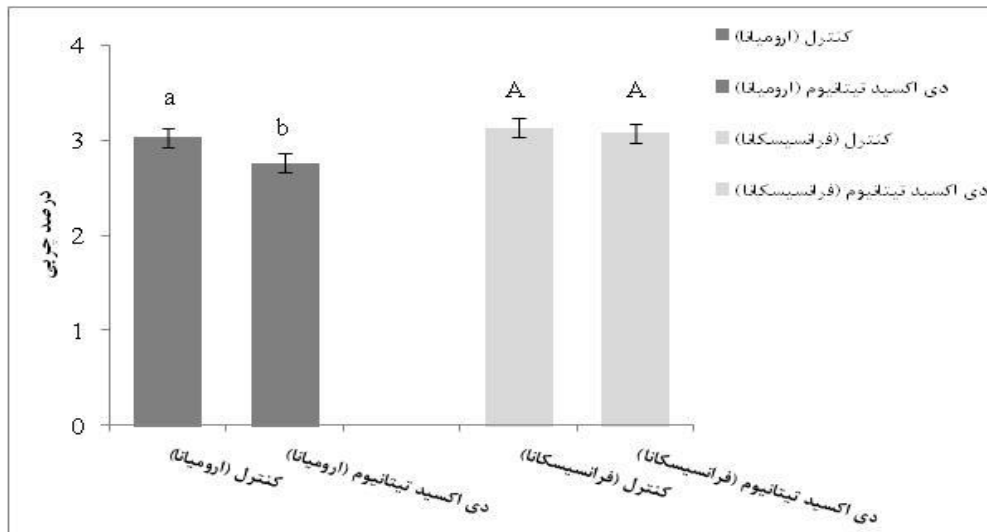 4
3
2
1
0
درصد چربی
a
b
A
A
کنترل (ارومیانا)
دی اکسید تیتانیوم (ارومیانا)
کنترل (فرانسیسکانا)
دی اکسید تیتانیوم (فرانسیسکانا)
کنترل (ارومیانا)
دی اکسید تیتانیوم (ارومیانا)
کنترل (فرانسیسکانا)
دی اکسید تیتانیوم (فرانسیسکانا)